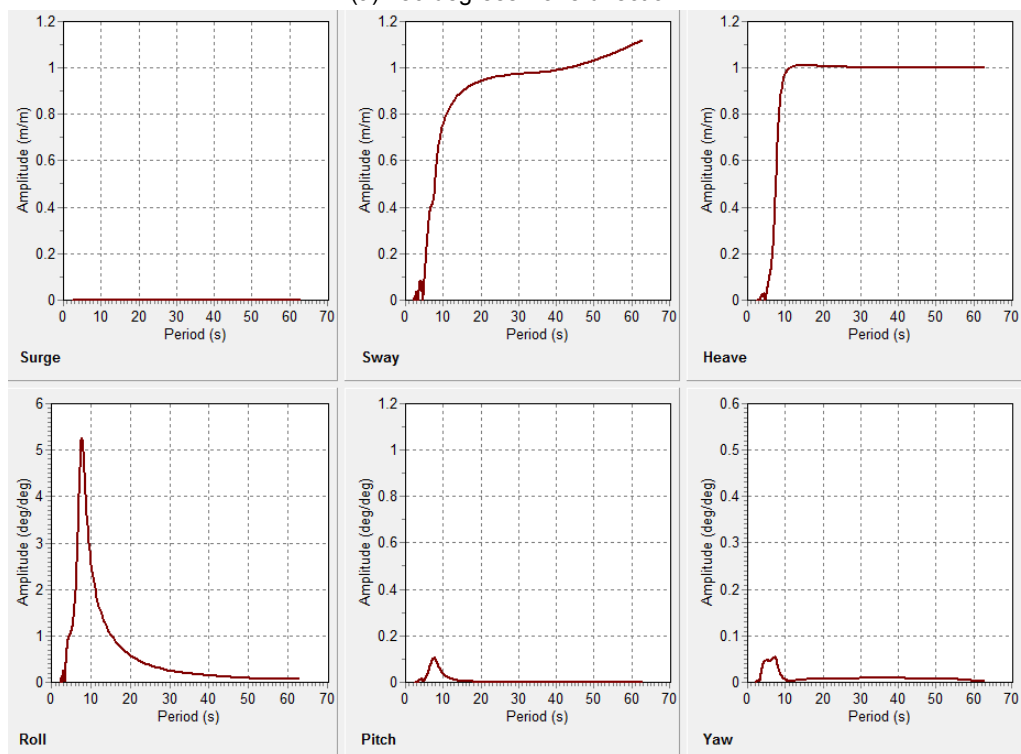 1.2 1.2 1.2
1 1 1
0.8 0.8 0.8
0.6 0.6 0.6
0.4 0.4 0.4
0.2 0.2 0.2
0 0 0
Amplitude (m/m) Amplitude (m/m) Amplitude (m/m)
0 10 20 30 40 50 60 70 0 10 20 30 40 50 60 70 0 10 20 30 40 50 60 70
Period (s) Period (s) Period (s)
Surge Sway Heave
6 1.2 0.6
5 1 0.5
4 0.8 0.4
3 0.6 0.3
2 0.4 0.2
1 0.2 0.1
0 0 0
Amplitude (deg/deg) Amplitude (deg/deg) Amplitude (deg/deg)
0 10 20 30 40 50 60 70 0 10 20 30 40 50 60 70 0 10 20 30 40 50 60 70
Period (s) Period (s) Period (s)
Roll Pitch Yaw